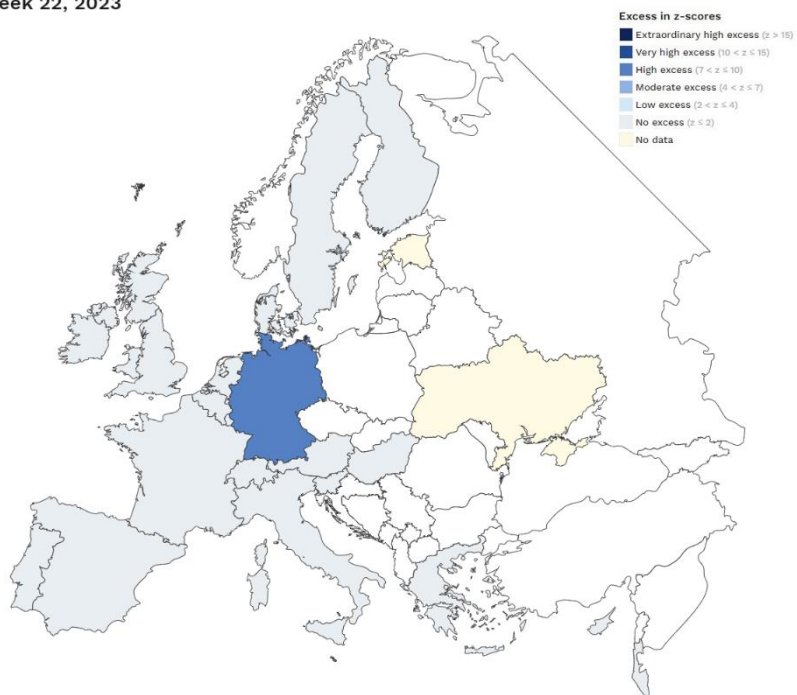 eek 22, 2023
Excess in z-scores
Extraordinary high excess (z > 15)
Very high excess (10 < z ≤ 15)
High excess (7 < z ≤ 10)
Moderate excess (4 < z ≤ 7)
Low excess (2 < z ≤ 4)
No excess (z ≤ 2)
No data